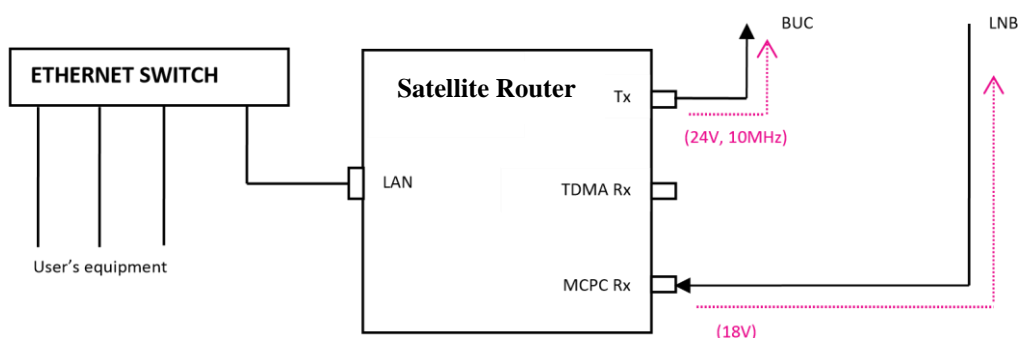 BUC
LNB
ETHERNET SWITCH
Satellite Router
Tx
(24V, 10MHz)
LAN
TDMA Rx
User’s equipment
MCPC Rx
(18V)